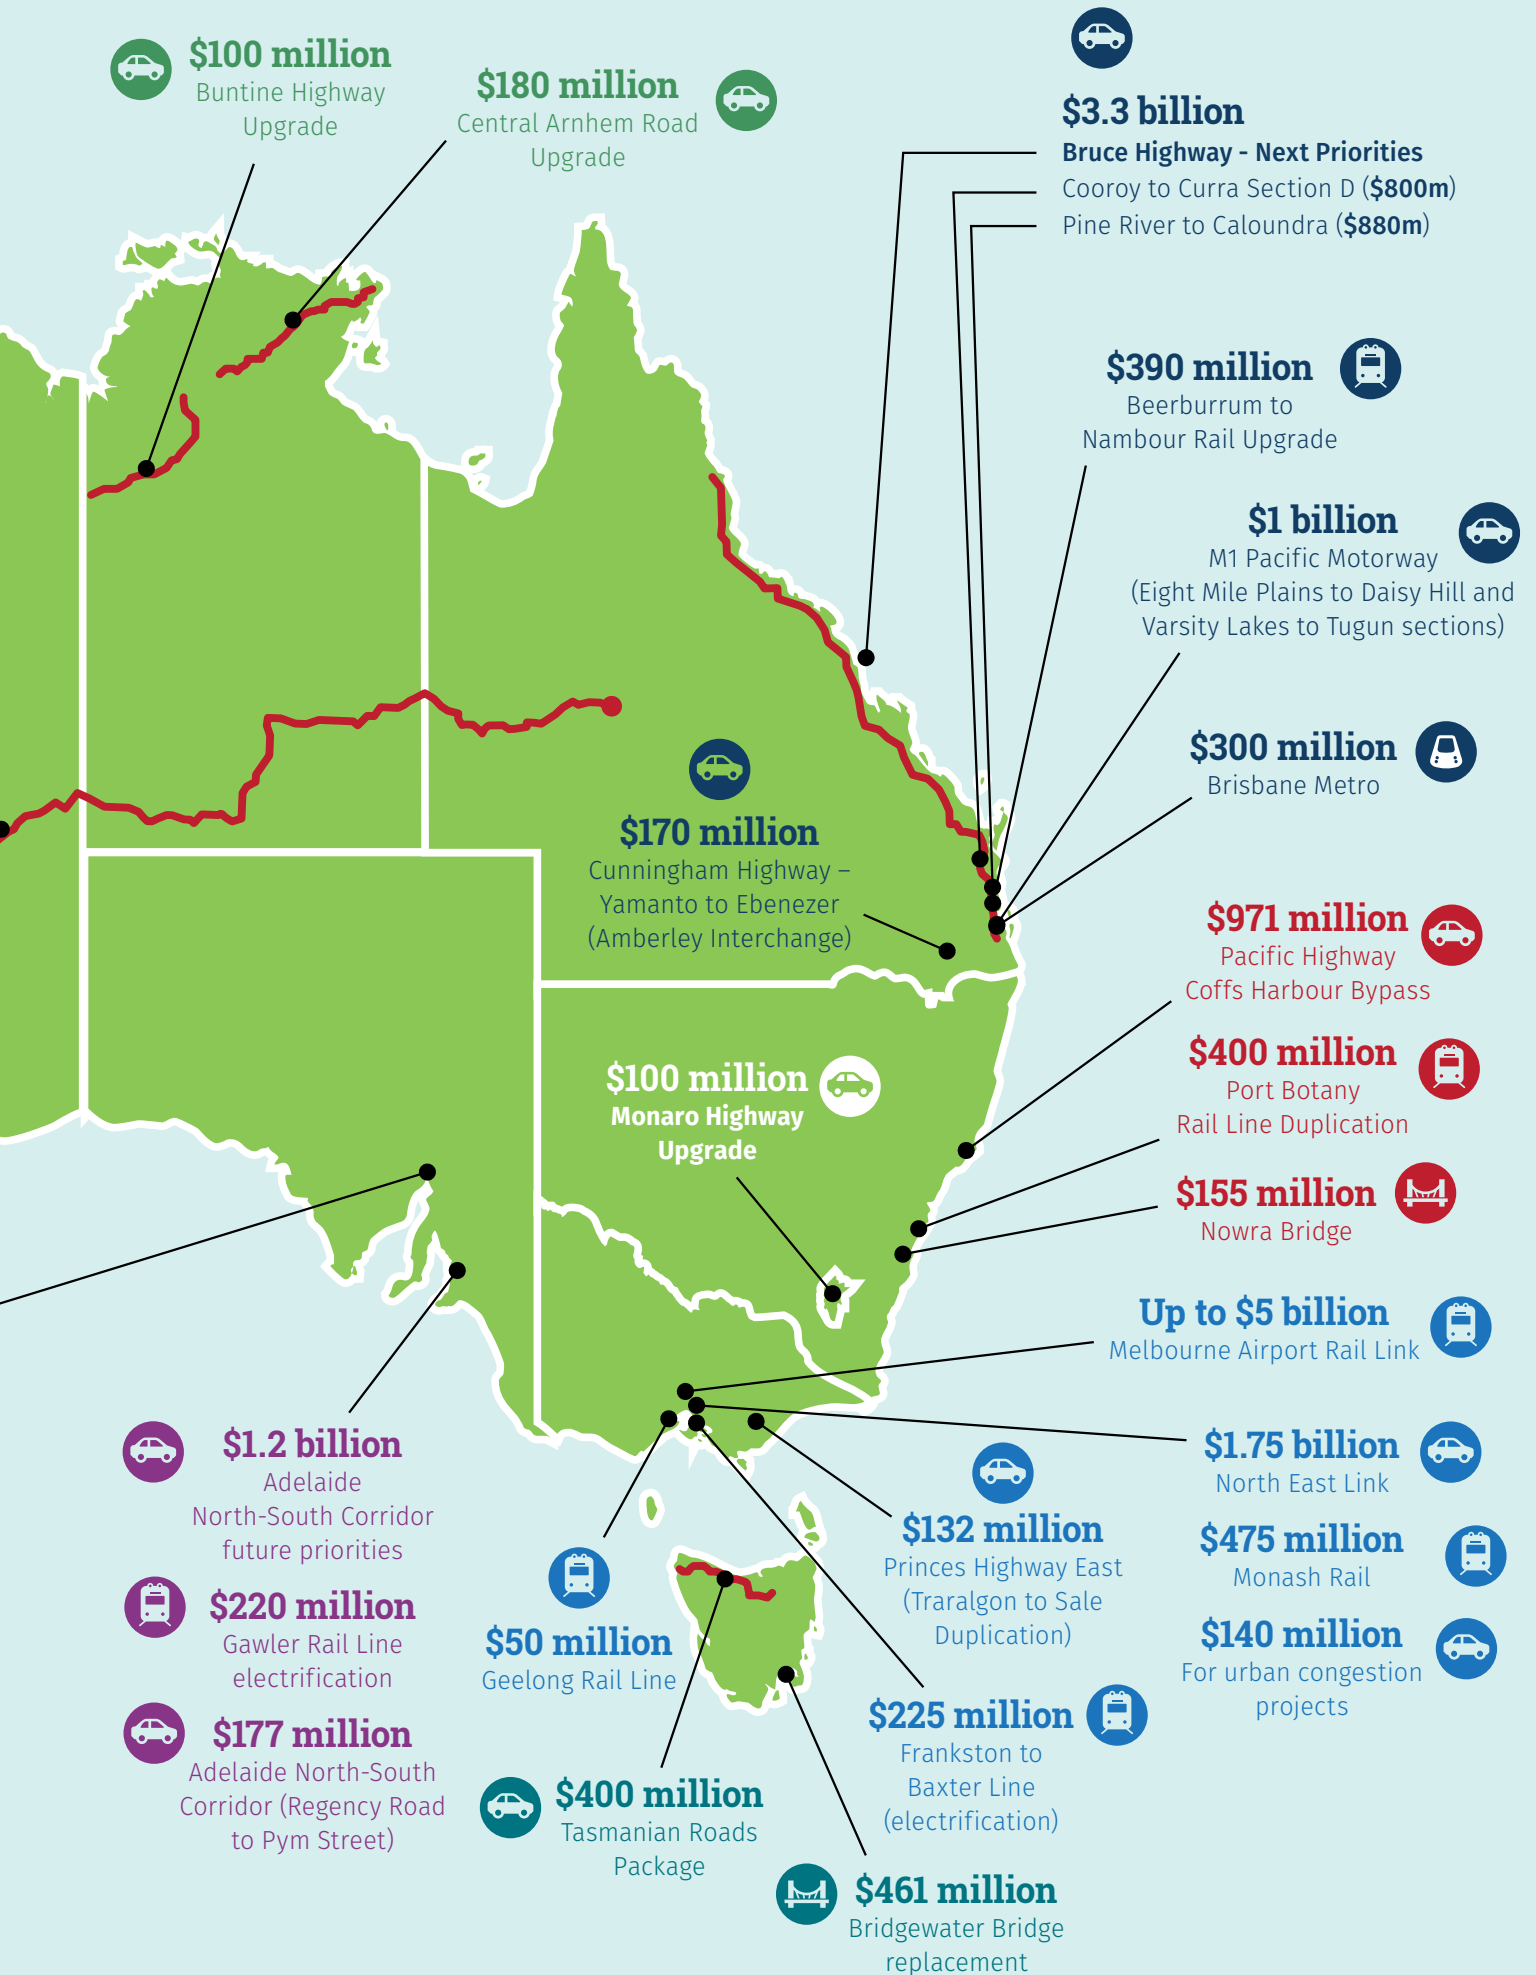 $100 million
Buntine Highway
Upgrade
$180 million
Central Arnhem Road
Upgrade
$3.3 billion
Bruce Highway - Next Priorities
Cooroy to Curra Section D ($800m)
Pine River to Caloundra ($880m)
$390 million
Beerburrum to
Nambour Rail Upgrade
$1 billion
M1 Pacific Motorway
(Eight Mile Plains to Daisy Hill and
Varsity Lakes to Tugun sections)
$300 million
Brisbane Metro
$170 million
Cunningham Highway –
Yamanto to Ebenezer
(Amberley Interchange)
$971 million
Pacific Highway
Coffs Harbour Bypass
$400 million
Port Botany
Rail Line Duplication
$100 million
Monaro Highway
Upgrade
$155 million
Nowra Bridge
Up to $5 billion
Melbourne Airport Rail Link
$1.75 billion
North East Link
$475 million
Monash Rail
$140 million
For urban congestion
projects
$132 million
Princes Highway East
(Traralgon to Sale
Duplication)
$225 million
Frankston to
Baxter Line
(electrification)
$50 million
Geelong Rail Line
$1.2 billion
Adelaide
North-South Corridor
future priorities
$220 million
Gawler Rail Line
electrification
$177 million
Adelaide North-South
Corridor (Regency Road
to Pym Street)
$400 million
Tasmanian Roads
Package
$461 million
Bridgewater Bridge
replacement